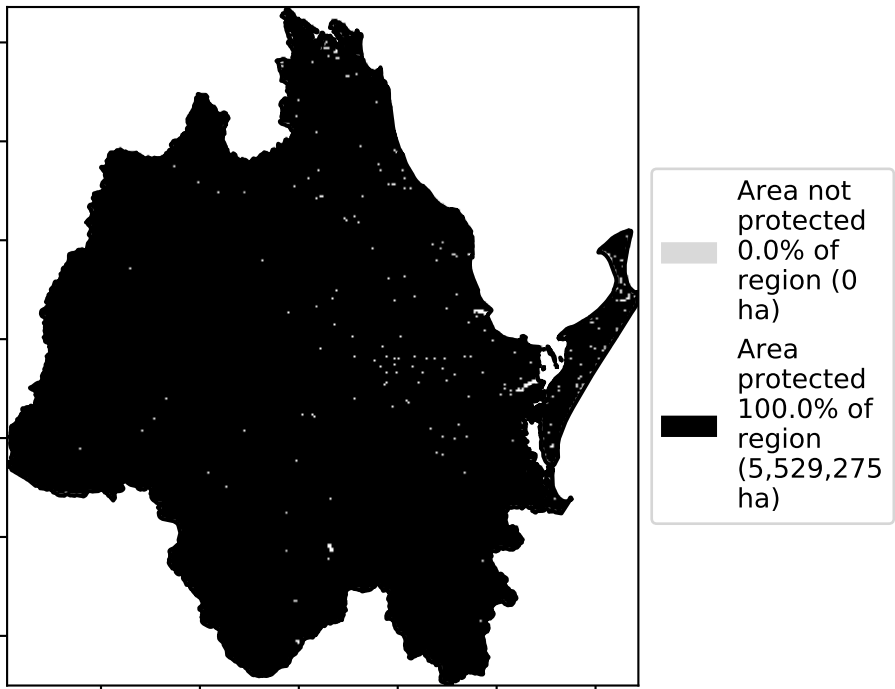 Area not
protected
0.0% of
region (0
ha)
Area
protected
100.0% of
region
(5,529,275
ha)